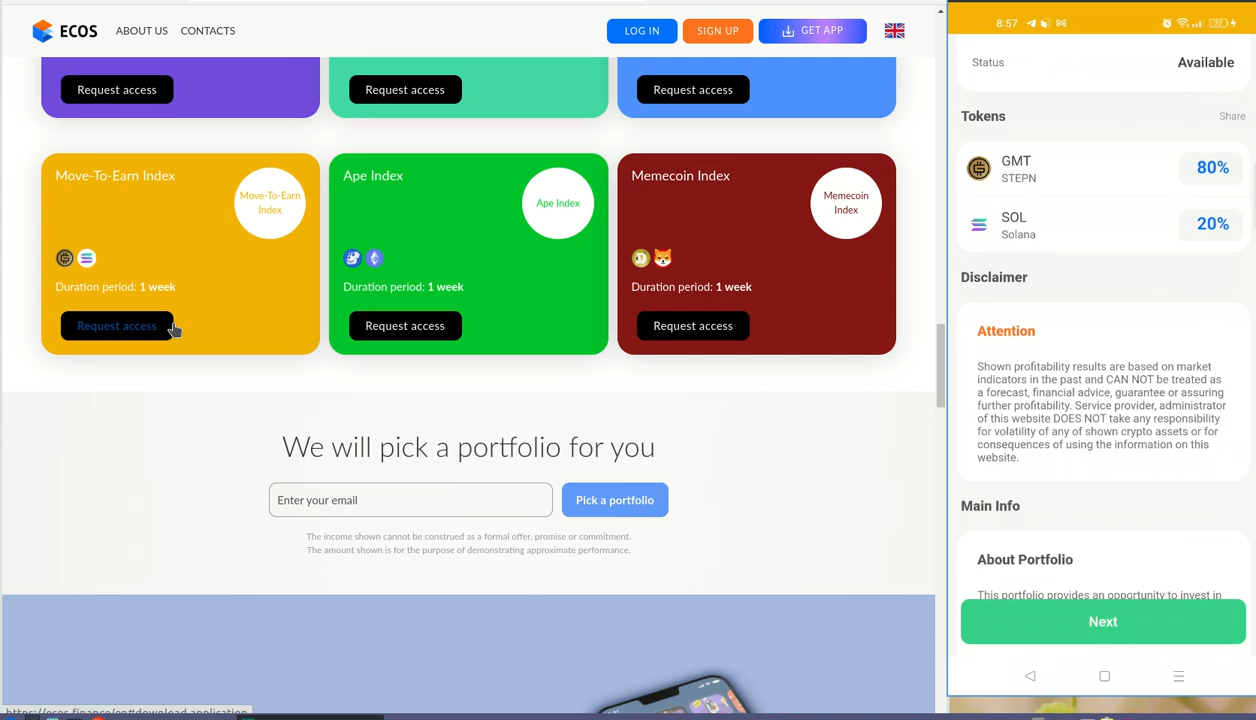 ECOS
ABOUT US
CONTACTS
LOG IN
SIGN UP
GET APP
Request access
Request access
Request access
Move-To-Earn Index
Move-To-Earn
Index
Duration period: 1 week
Request access
Ape Index
Ape Index
Duration period: 1 week
Request access
Memecoin Index
Memecoin
Index
Duration period: 1 week
Request access
We will pick a portfolio for you
Enter your email
Pick a portfolio
The income shown cannot be construed as a formal offer, promise or commitment.
The amount shown is for the purpose of demonstrating approximate performance.
https://ecos.finance/en#download application
8:57
Status
Available
Tokens
Share
GMT
STEPN
80%
SOL
Solana
20%
Disclaimer
Attention
Shown profitability results are based on market
indicators in the past and CAN NOT be treated as
a forecast, financial advice, guarantee or assuring
further profitability. Service provider, administrator
of this website DOES NOT take any responsibility
for volatility of any of shown crypto assets or for
consequences of using the information on this
website.
Main Info
About Portfolio
This portfolio provides an opportunity to invest in
Next